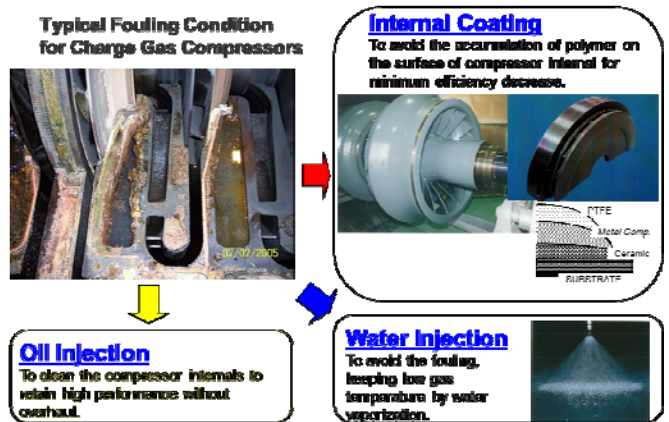 Typical Fouling Condition
for Charge Gas Compressors
02/02/2005
Internal Coating
To avoid the accumulation of polymer on
the surface of compressor internal for
minimum efficiency decrease.
PTFE
Metal Comp.
Ceramic
SUBSTRATE
Oil Injection
To clean the compressor internals to
retain high performance without
overhaul.
Water Injection
To avoid the fouling,
keeping low gas
temperature by water
vaporization.